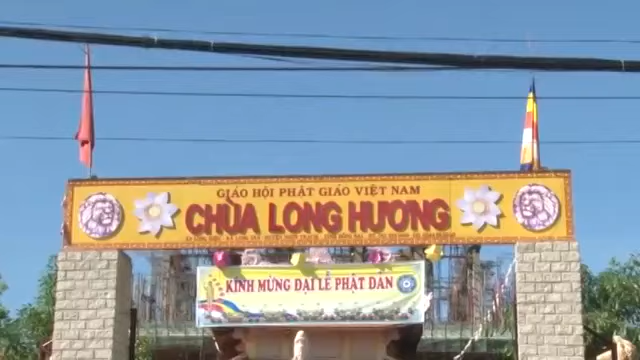 GIÁO HỘI PHẬT GIÁO VIỆT NAM
CHÙA LONG HƯƠNG
KÍNH MỪNG ĐẠI LỄ PHẬT ĐẢN